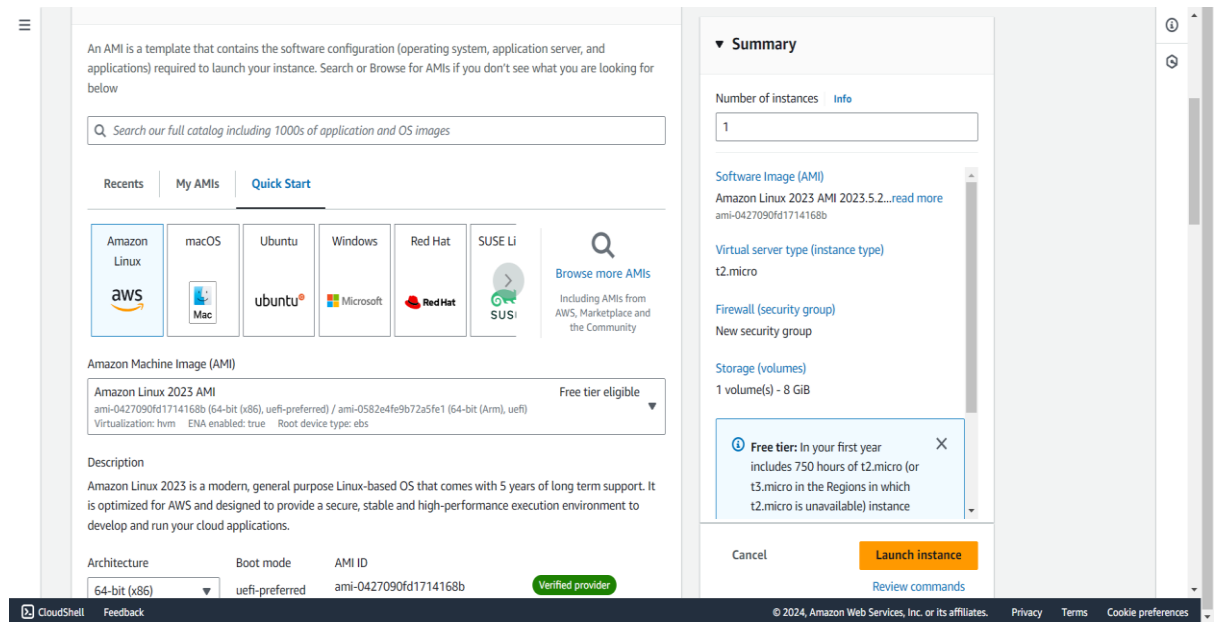 An AMI is a template that contains the software configuration (operating system, application server, and
applications) required to launch your instance. Search or Browse for AMIs if you don't see what you are looking for
below
Search our full catalog including 1000s of application and OS images
Recents
My AMIs
Quick Start
Amazon
Linux
aws
macOS
Mac
Ubuntu
ubuntu
Windows
Microsoft
Red Hat
Red Hat
SUSE Li
SUS
Browse more AMIs
Including AMIs from
AWS, Marketplace and
the Community
Amazon Machine Image (AMI)
Amazon Linux 2023 AMI
Free tier eligible
ami-0427090fd1714168b (64-bit (x86), uefi-preferred) / ami-0582e4fe9b72a5fe1 (64-bit (Arm), uefi)
Virtualization: hvm ENA enabled: true Root device type: ebs
Description
Amazon Linux 2023 is a modern, general purpose Linux-based OS that comes with 5 years of long term support. It
is optimized for AWS and designed to provide a secure, stable and high-performance execution environment to
develop and run your cloud applications.
Architecture
64-bit (x86)
Boot mode
uefi-preferred
AMI ID
ami-0427090fd1714168b
Verified provider
Summary
Number of instances Info
1
Software Image (AMI)
Amazon Linux 2023 AMI 2023.5.2...read more
ami-0427090fd1714168b
Virtual server type (instance type)
t2.micro
Firewall (security group)
New security group
Storage (volumes)
1 volume(s) - 8 GiB
Free tier: In your first year
includes 750 hours of t2.micro (or
t3.micro in the Regions in which
t2.micro is unavailable) instance
Cancel
Launch instance
Review commands
CloudShell
Feedback
© 2024, Amazon Web Services, Inc. or its affiliates.
Privacy
Terms
Cookie preferences